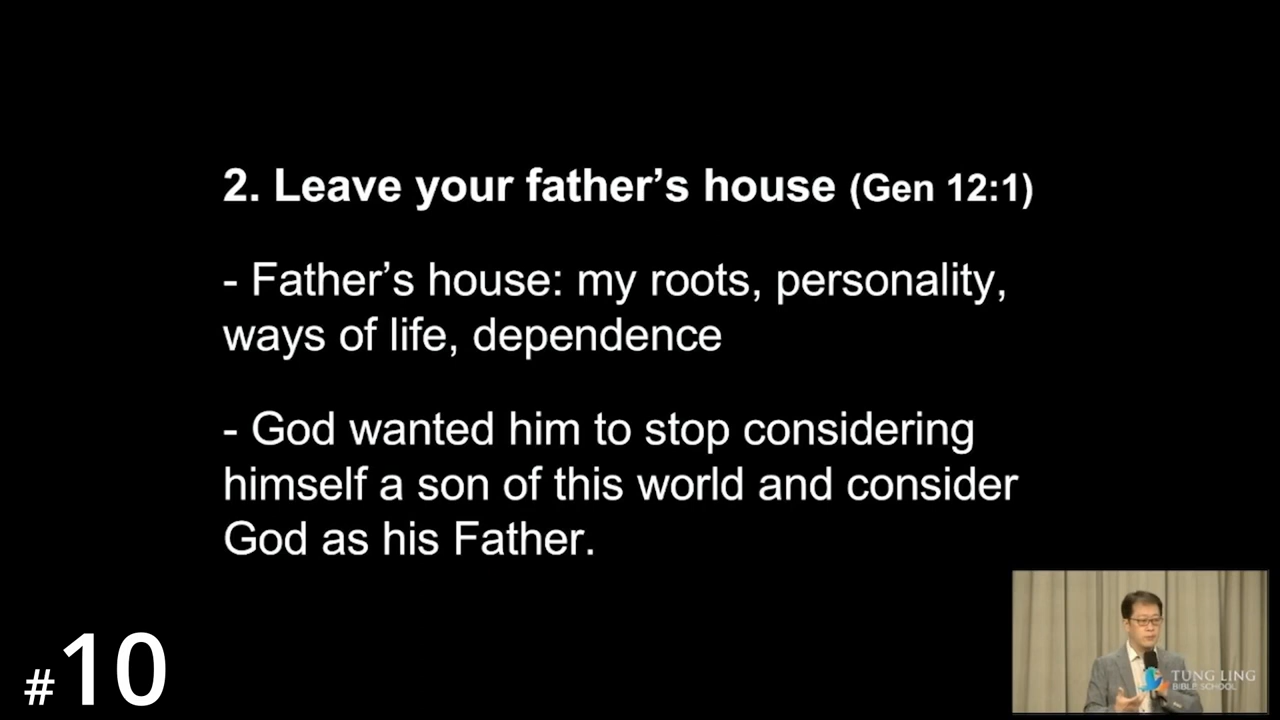 2. Leave your father’s house (Gen 12:1)
- Father’s house: my roots, personality,
ways of life, dependence
- God wanted him to stop considering
himself a son of this world and consider
God as his Father.
#10
TUNG LING
BIBLE SCHOOL